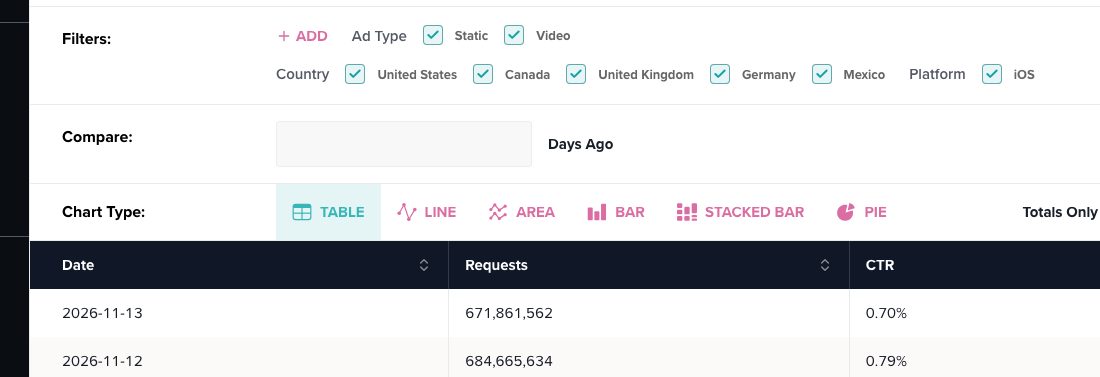 Filters: + ADD Ad Type Static Video
Country United States Canada United Kingdom Germany Mexico Platform iOS
Compare: Days Ago
Chart Type: TABLE LINE AREA BAR STACKED BAR PIE Totals Only
Date Requests CTR
2026-11-13 671,861,562 0.70%
2026-11-12 684,665,634 0.79%